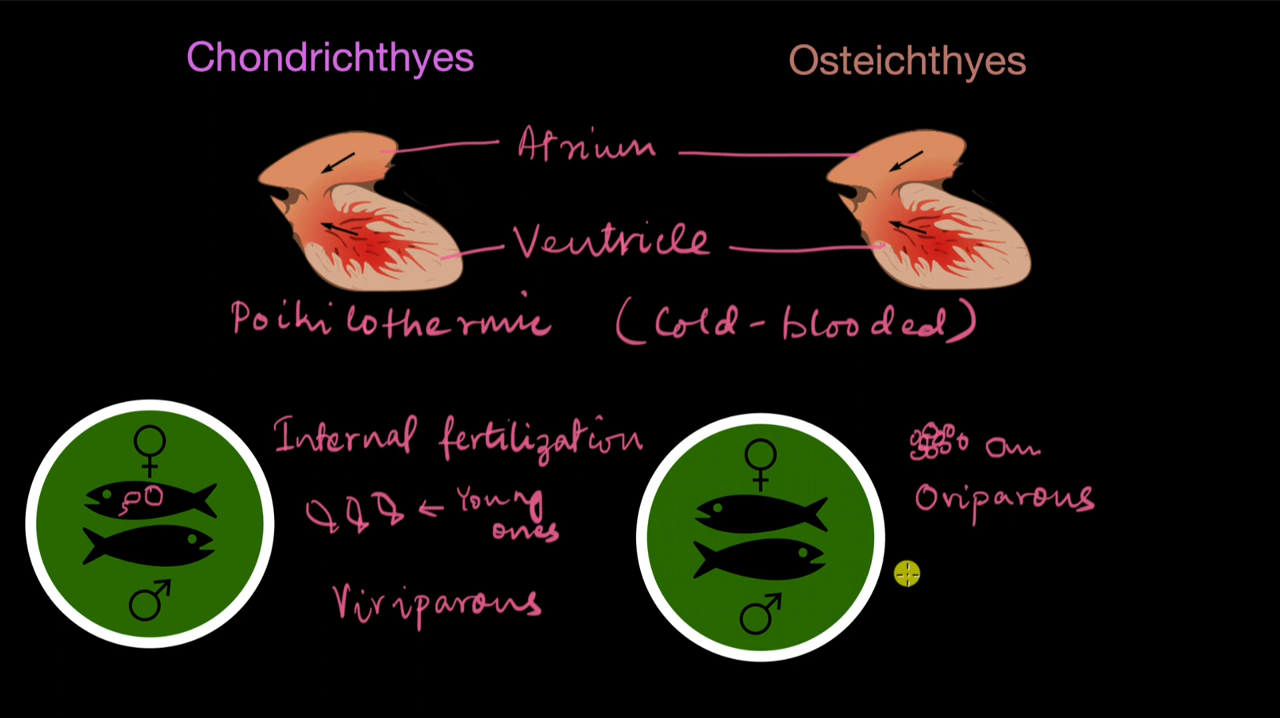 Chondrichthyes
Osteichthyes
Atrium
Ventricle
Poikilothermic (Cold-blooded)
Internal fertilization
← Young
ones
Viviparous
Ova
Oviparous